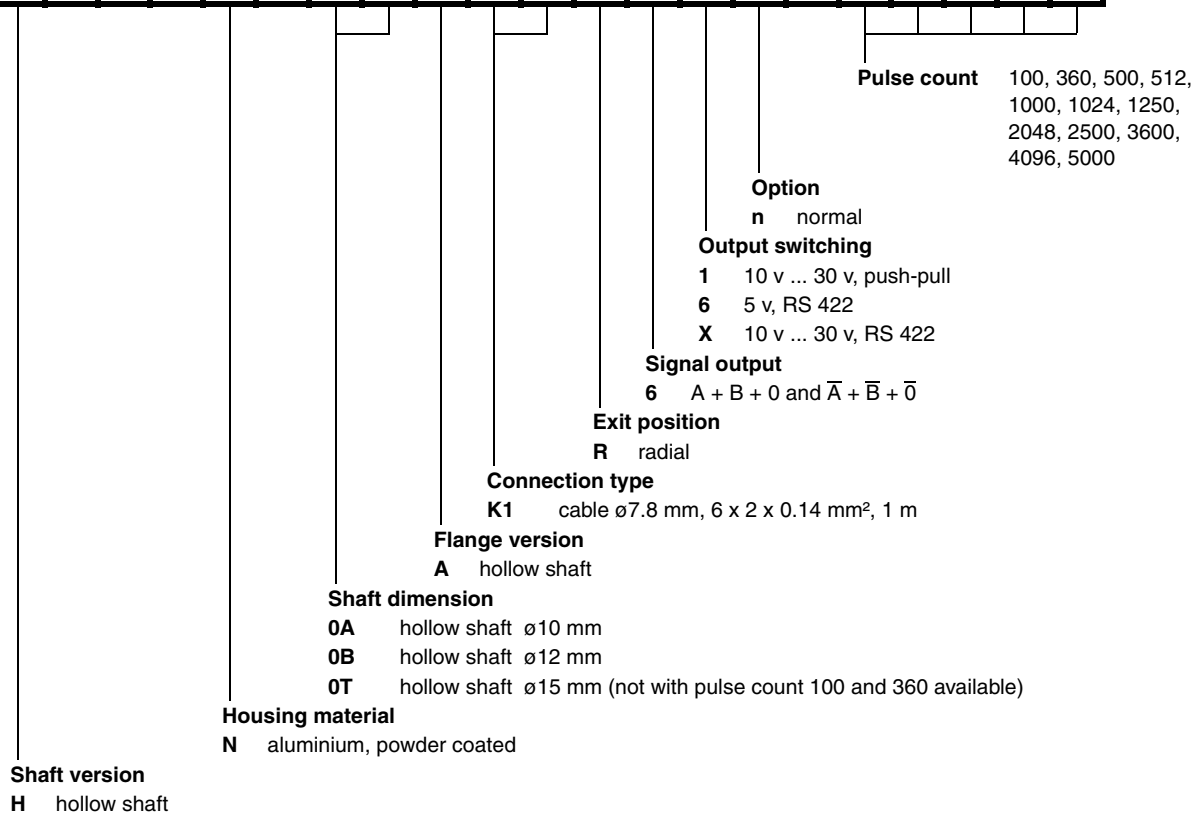 Pulse count 100, 360, 500, 512,
1000, 1024, 1250,
2048, 2500, 3600,
4096, 5000
Option
n normal
Output switching
1 10 v ... 30 v, push-pull
6 5 v, RS 422
X 10 v ... 30 v, RS 422
Signal output
6 A + B + 0 and A̅ + B̅ + 0̅
Exit position
R radial
Connection type
K1 cable ø7.8 mm, 6 x 2 x 0.14 mm², 1 m
Flange version
A hollow shaft
Shaft dimension
0A hollow shaft ø10 mm
0B hollow shaft ø12 mm
0T hollow shaft ø15 mm (not with pulse count 100 and 360 available)
Housing material
N aluminium, powder coated
Shaft version
H hollow shaft